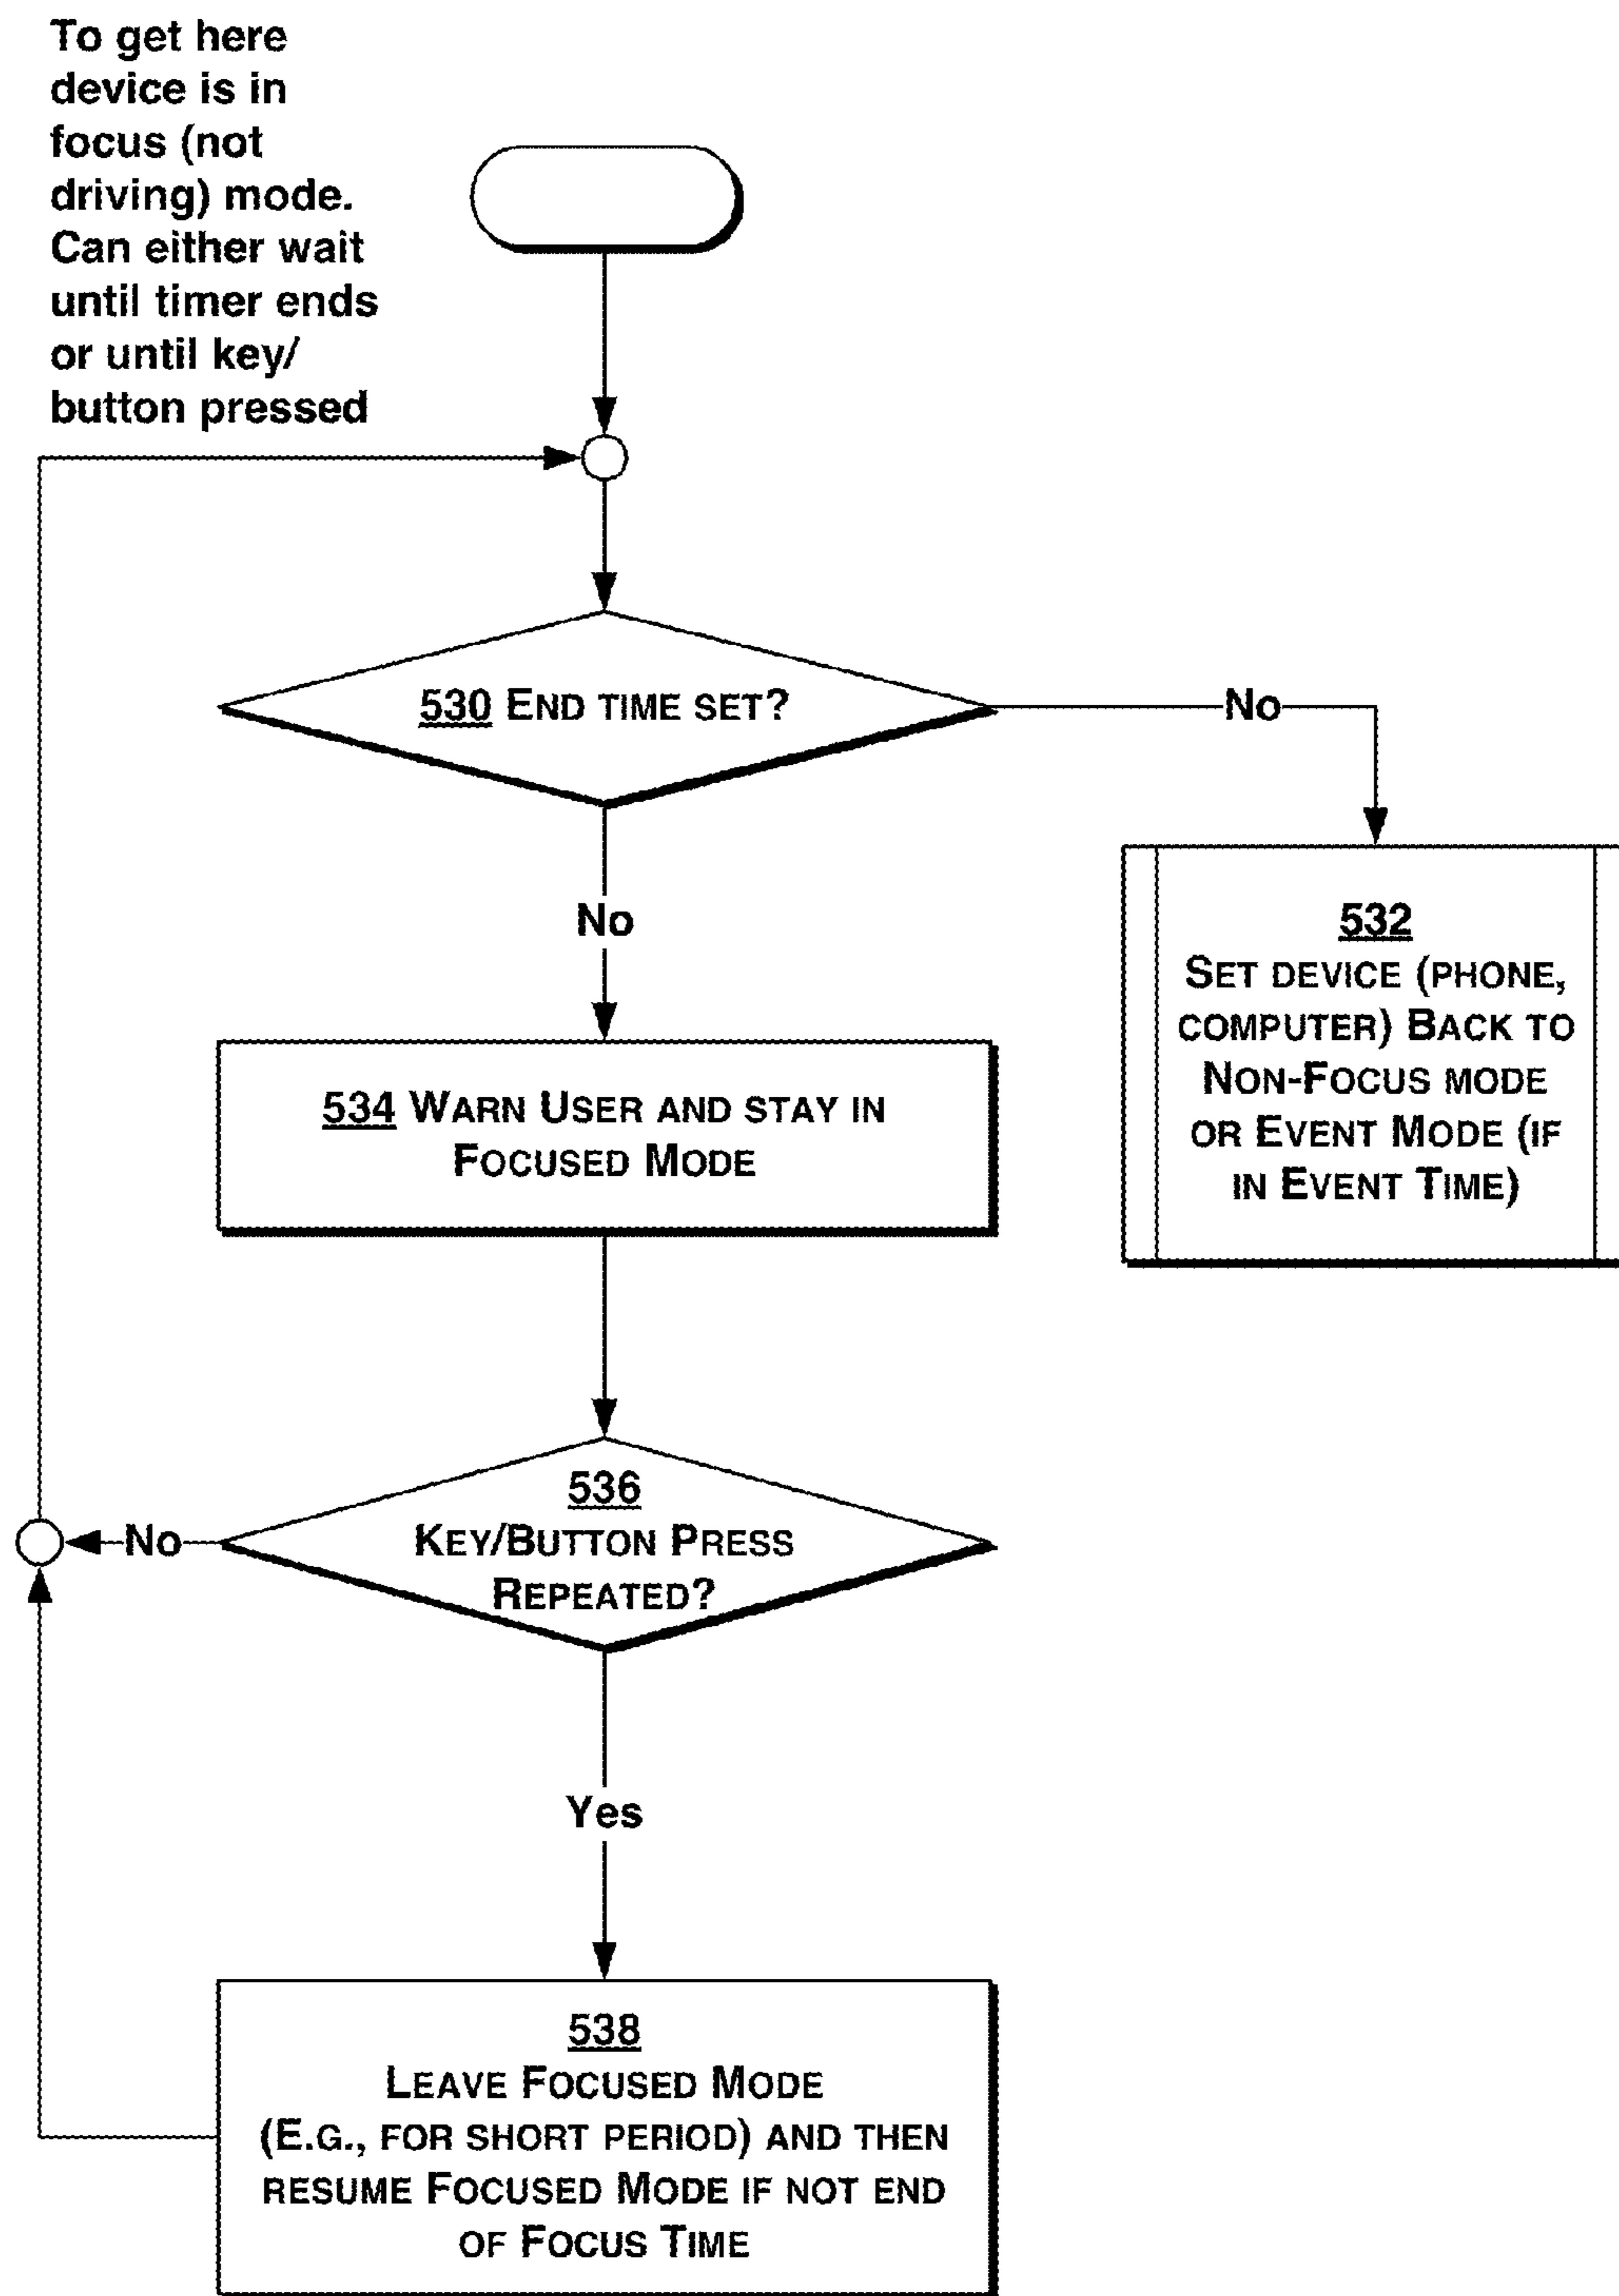 To get here
device is in
focus (not
driving) mode.
Can either wait
until timer ends
or until key/
button pressed
530 END TIME SET?
No
No
532
SET DEVICE (PHONE,
COMPUTER) BACK TO
NON-FOCUS MODE
OR EVENT MODE (IF
IN EVENT TIME)
534 WARN USER AND STAY IN
FOCUSED MODE
536
KEY/BUTTON PRESS
REPEATED?
No
Yes
538
LEAVE FOCUSED MODE
(E.G., FOR SHORT PERIOD) AND THEN
RESUME FOCUSED MODE IF NOT END
OF FOCUS TIME